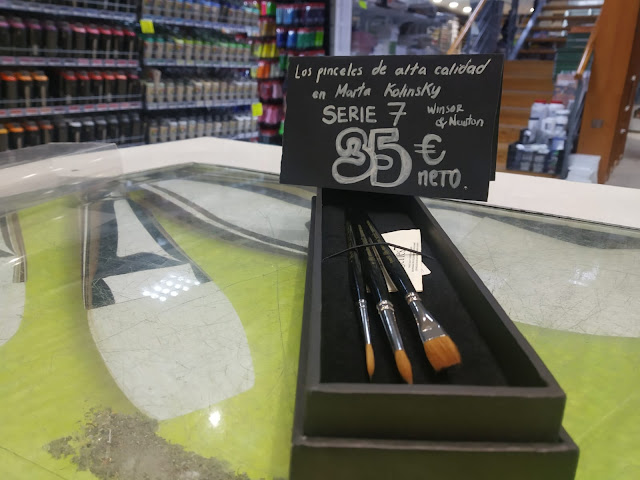 Los pinceles de alta calidad
en Marta Kolinsky
SERIE 7 Winsor
& Newton
85 €
NETO.